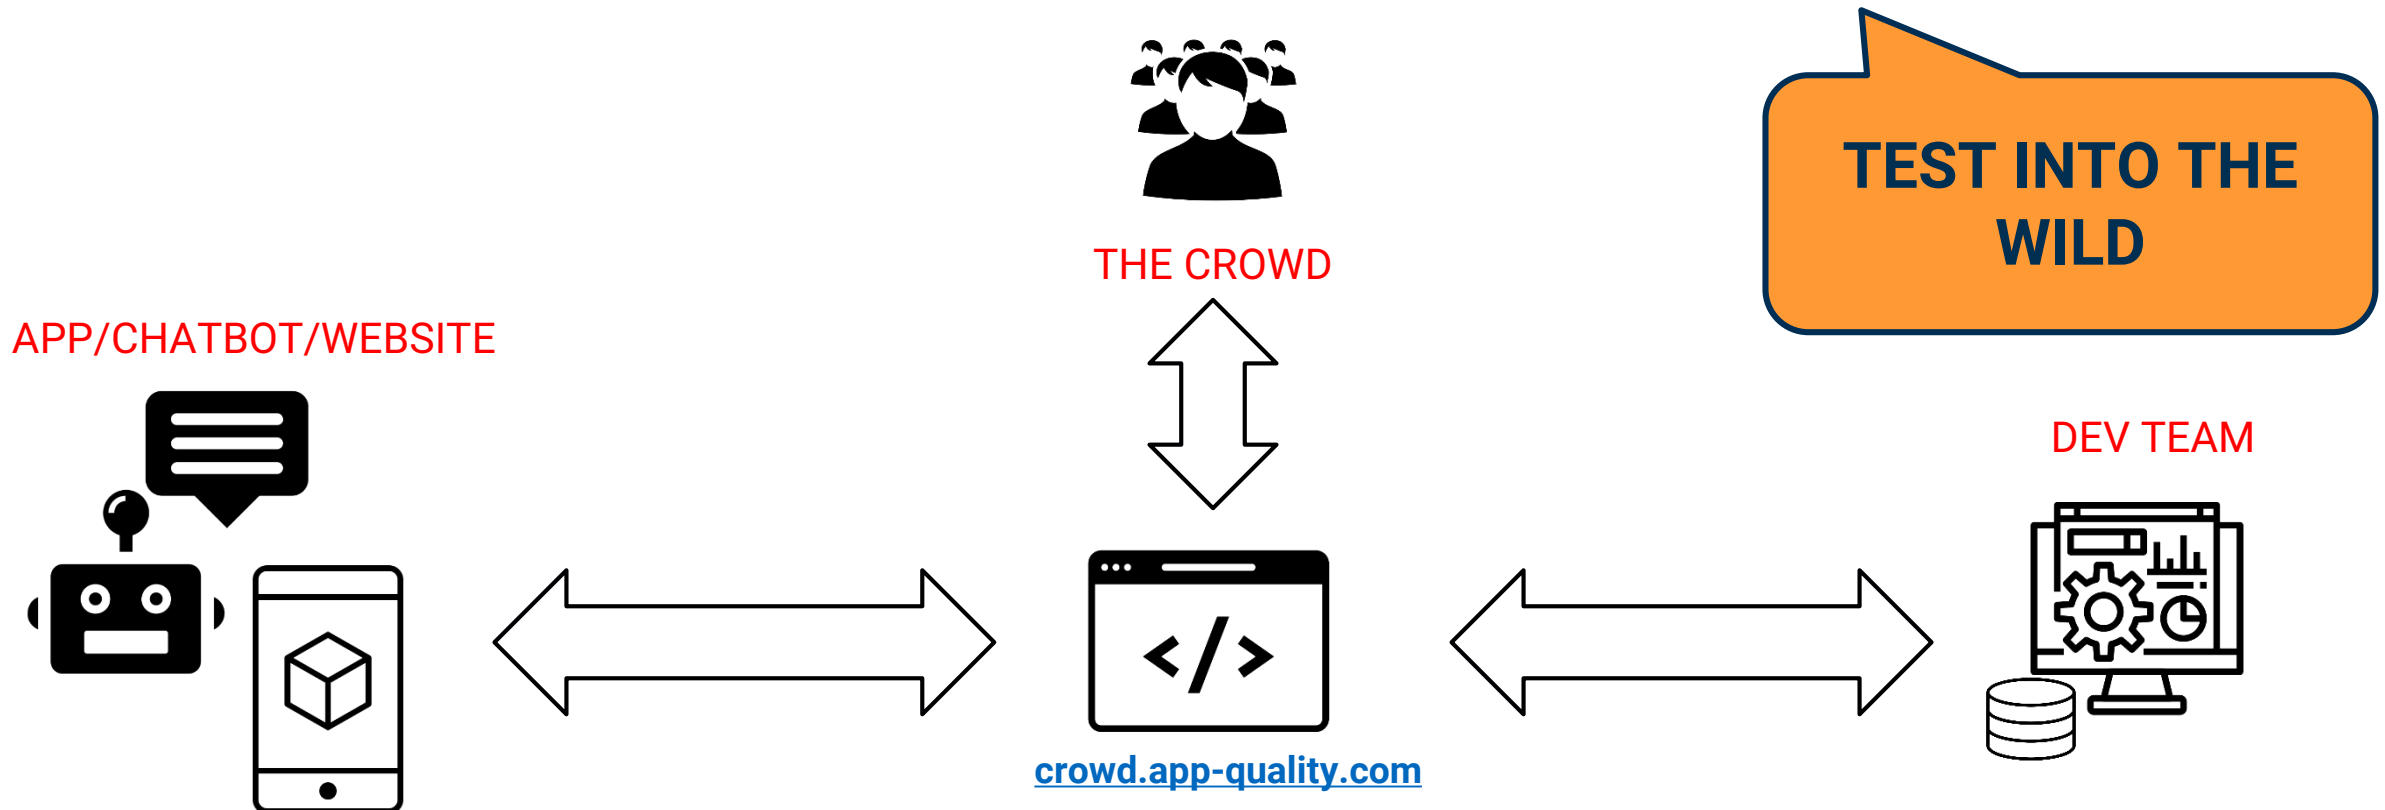 TEST INTO THE
WILD
THE CROWD
APP/CHATBOT/WEBSITE
DEV TEAM
</>
crowd.app-quality.com